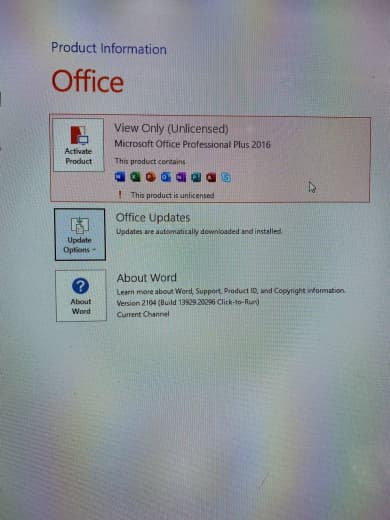 Product Information
Office
View Only (Unlicensed)
Microsoft Office Professional Plus 2016
Activate
Product
This product contains
! This product is unlicensed
Office Updates
Updates are automatically downloaded and installed.
Update
Options
About Word
Learn more about Word, Support, Product ID, and Copyright information.
Version 2104 (Build 13929.20296 Click-to-Run)
Current Channel
?
About
Word